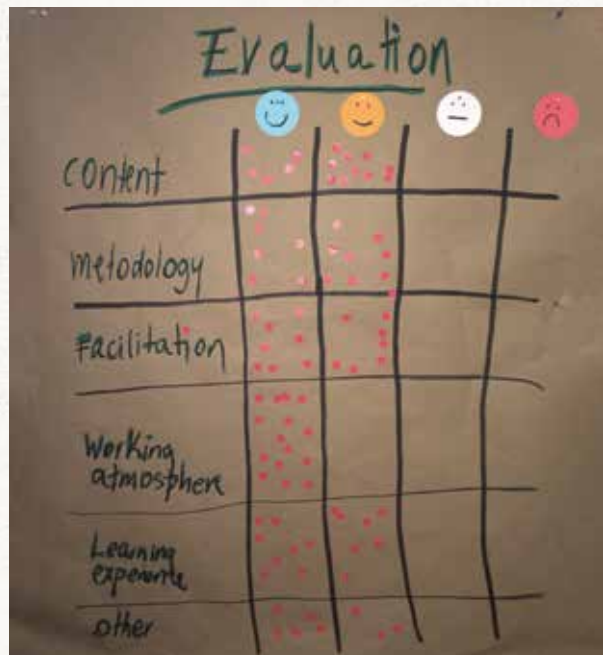 Evaluation
content
metodology
Facilitation
Working
atmosphere
Learning
experience
other